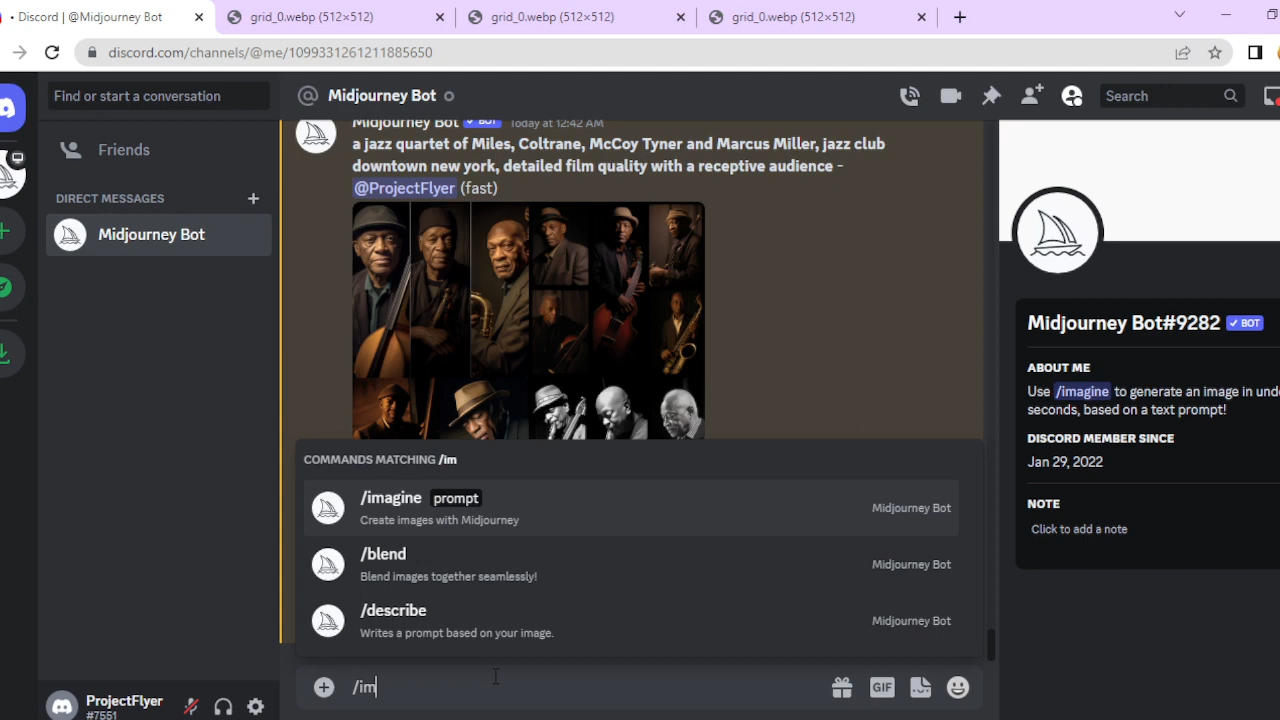 Discord | @Midjourney Bot
grid_0.webp (512×512)
grid_0.webp (512×512)
grid_0.webp (512×512)
discord.com/channels/@me/1099331261211885650
Find or start a conversation
Midjourney Bot
Search
Friends
DIRECT MESSAGES
Midjourney Bot
Midjourney Bot BOT Today at 12:42 AM
a jazz quartet of Miles, Coltrane, McCoy Tyner and Marcus Miller, jazz club
downtown new york, detailed film quality with a receptive audience -
@ProjectFlyer (fast)
COMMANDS MATCHING /im
/imagine prompt
Create images with Midjourney
Midjourney Bot
/blend
Blend images together seamlessly!
Midjourney Bot
/describe
Writes a prompt based on your image.
Midjourney Bot
/im
GIF
ProjectFlyer
#7551
Midjourney Bot#9282 BOT
ABOUT ME
Use /imagine to generate an image in
seconds, based on a text prompt!
DISCORD MEMBER SINCE
Jan 29, 2022
NOTE
Click to add a note